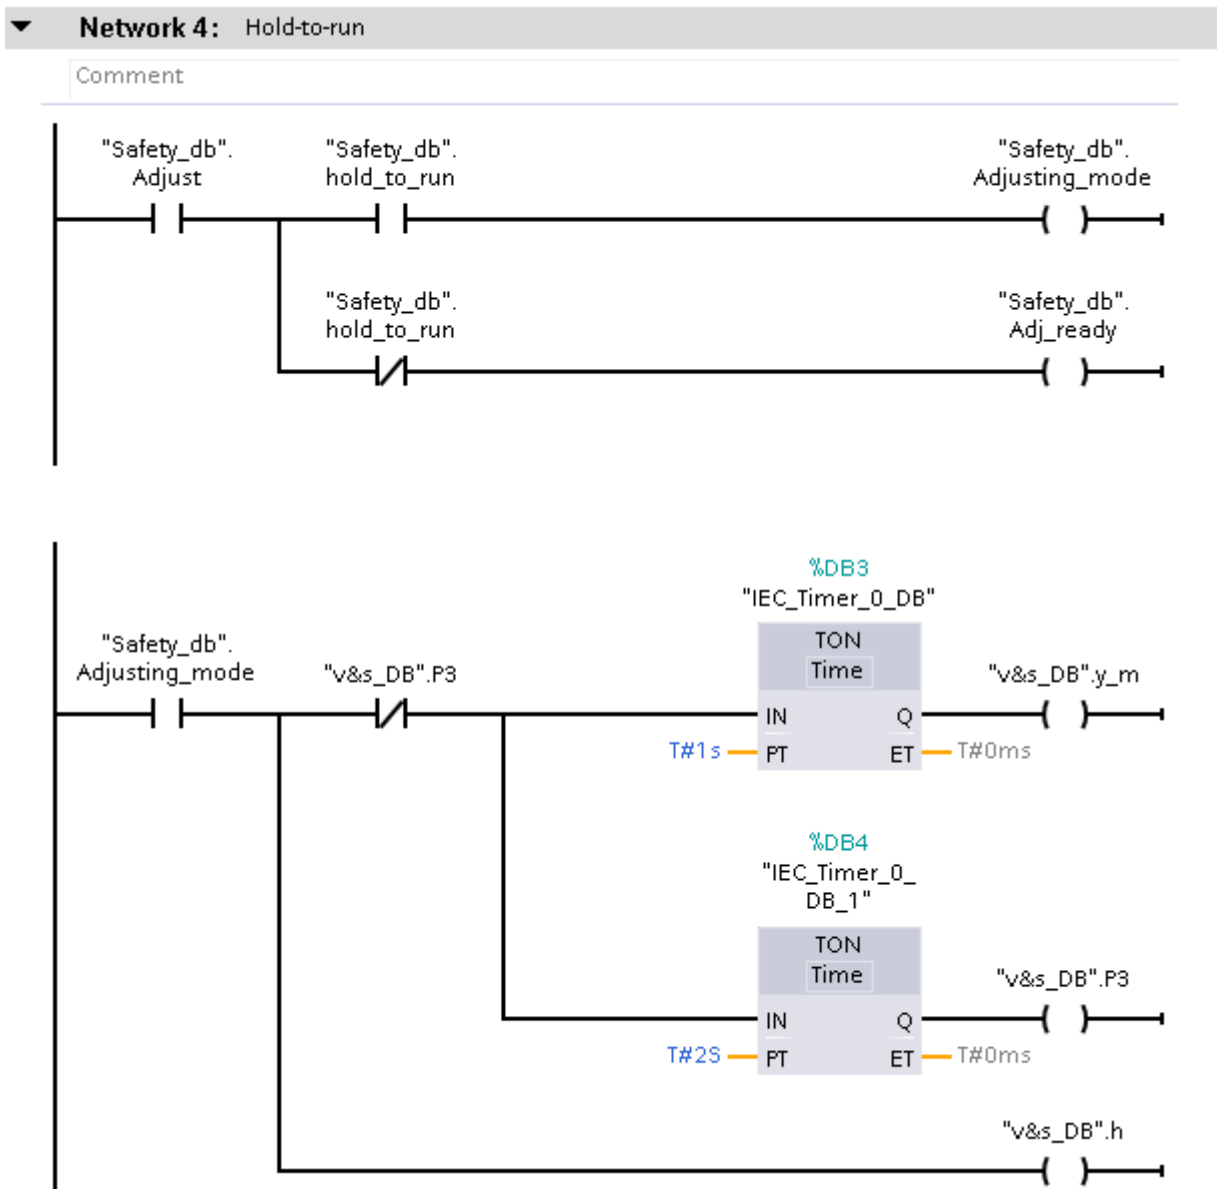 Network 4: Hold-to-run
Comment
"Safety_db".
Adjust
"Safety_db".
hold_to_run
"Safety_db".
Adjusting_mode
"Safety_db".
hold_to_run
"Safety_db".
Adj_ready
%DB3
"IEC_Timer_0_DB"
"Safety_db".
Adjusting_mode
"v&s_DB".P3
TON
Time
"v&s_DB".y_m
IN
Q
T#1s
PT
ET
T#0ms
%DB4
"IEC_Timer_0_
DB_1"
TON
Time
"v&s_DB".P3
IN
Q
T#2S
PT
ET
T#0ms
"v&s_DB".h